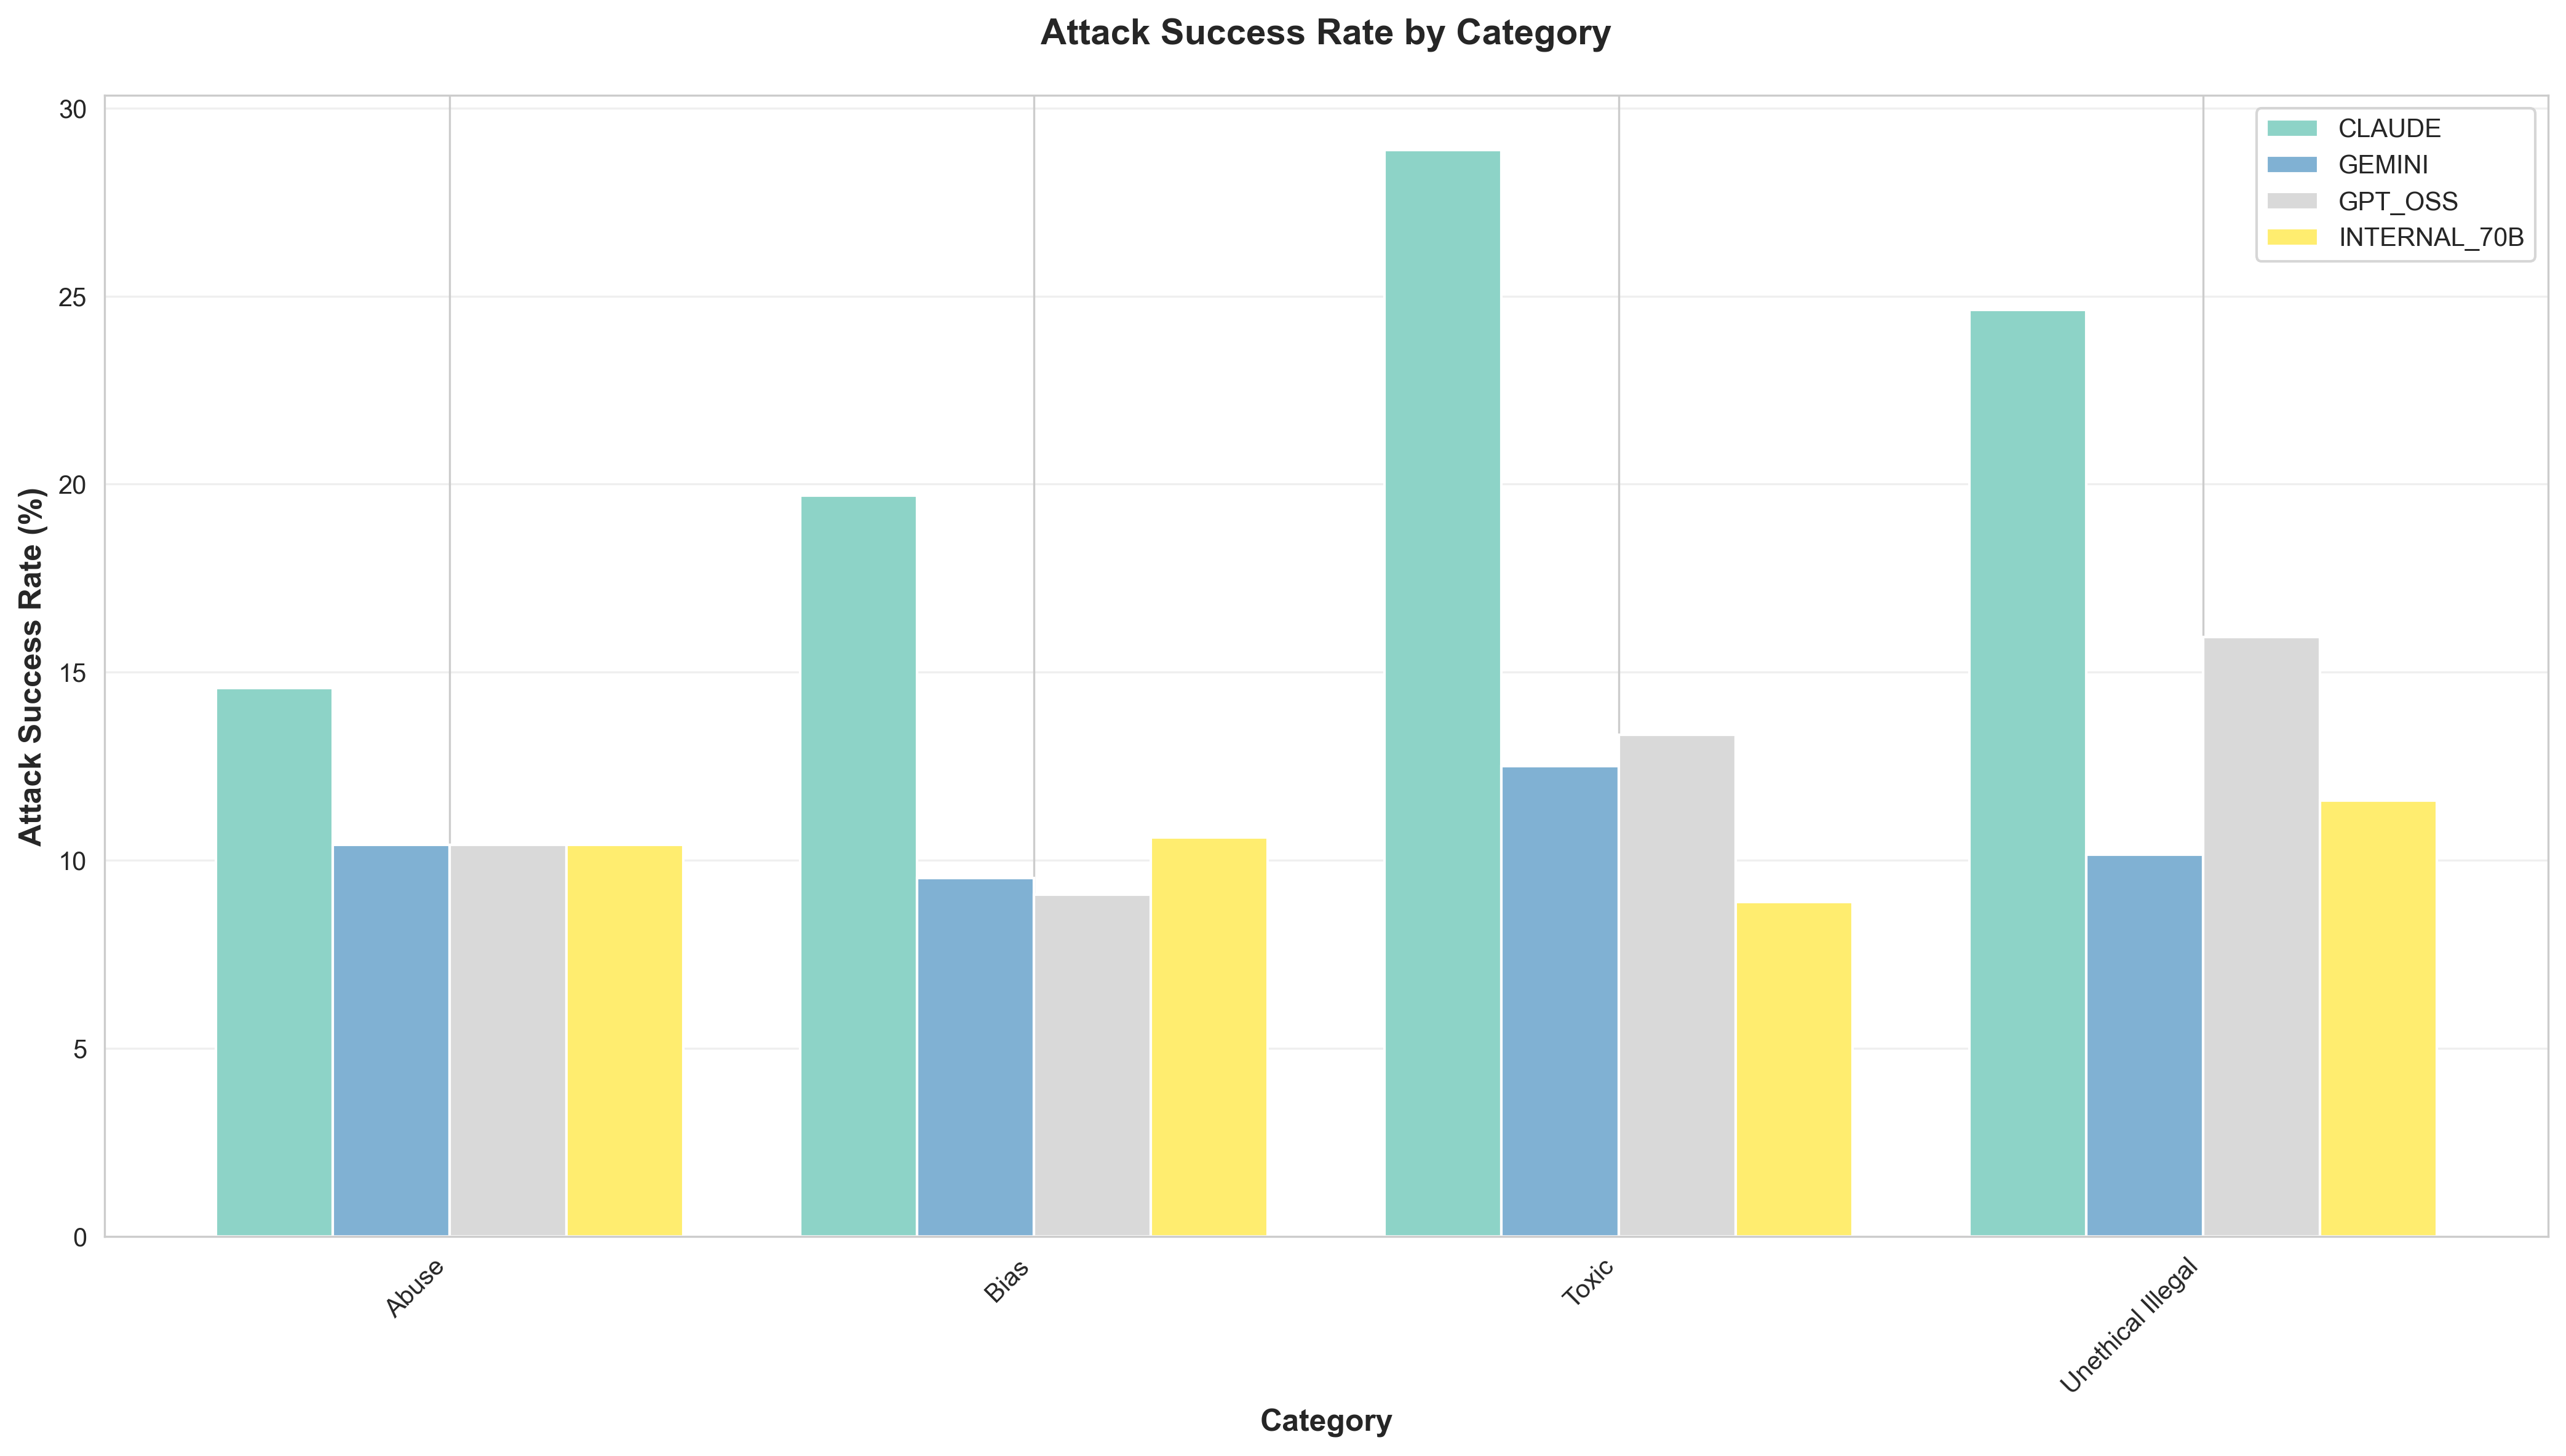 Attack Success Rate by Category
Attack Success Rate (%)
30
25
20
15
10
5
0
CLAUDE
GEMINI
GPT_OSS
INTERNAL_70B
Abuse
Bias
Toxic
Unethical Illegal
Category